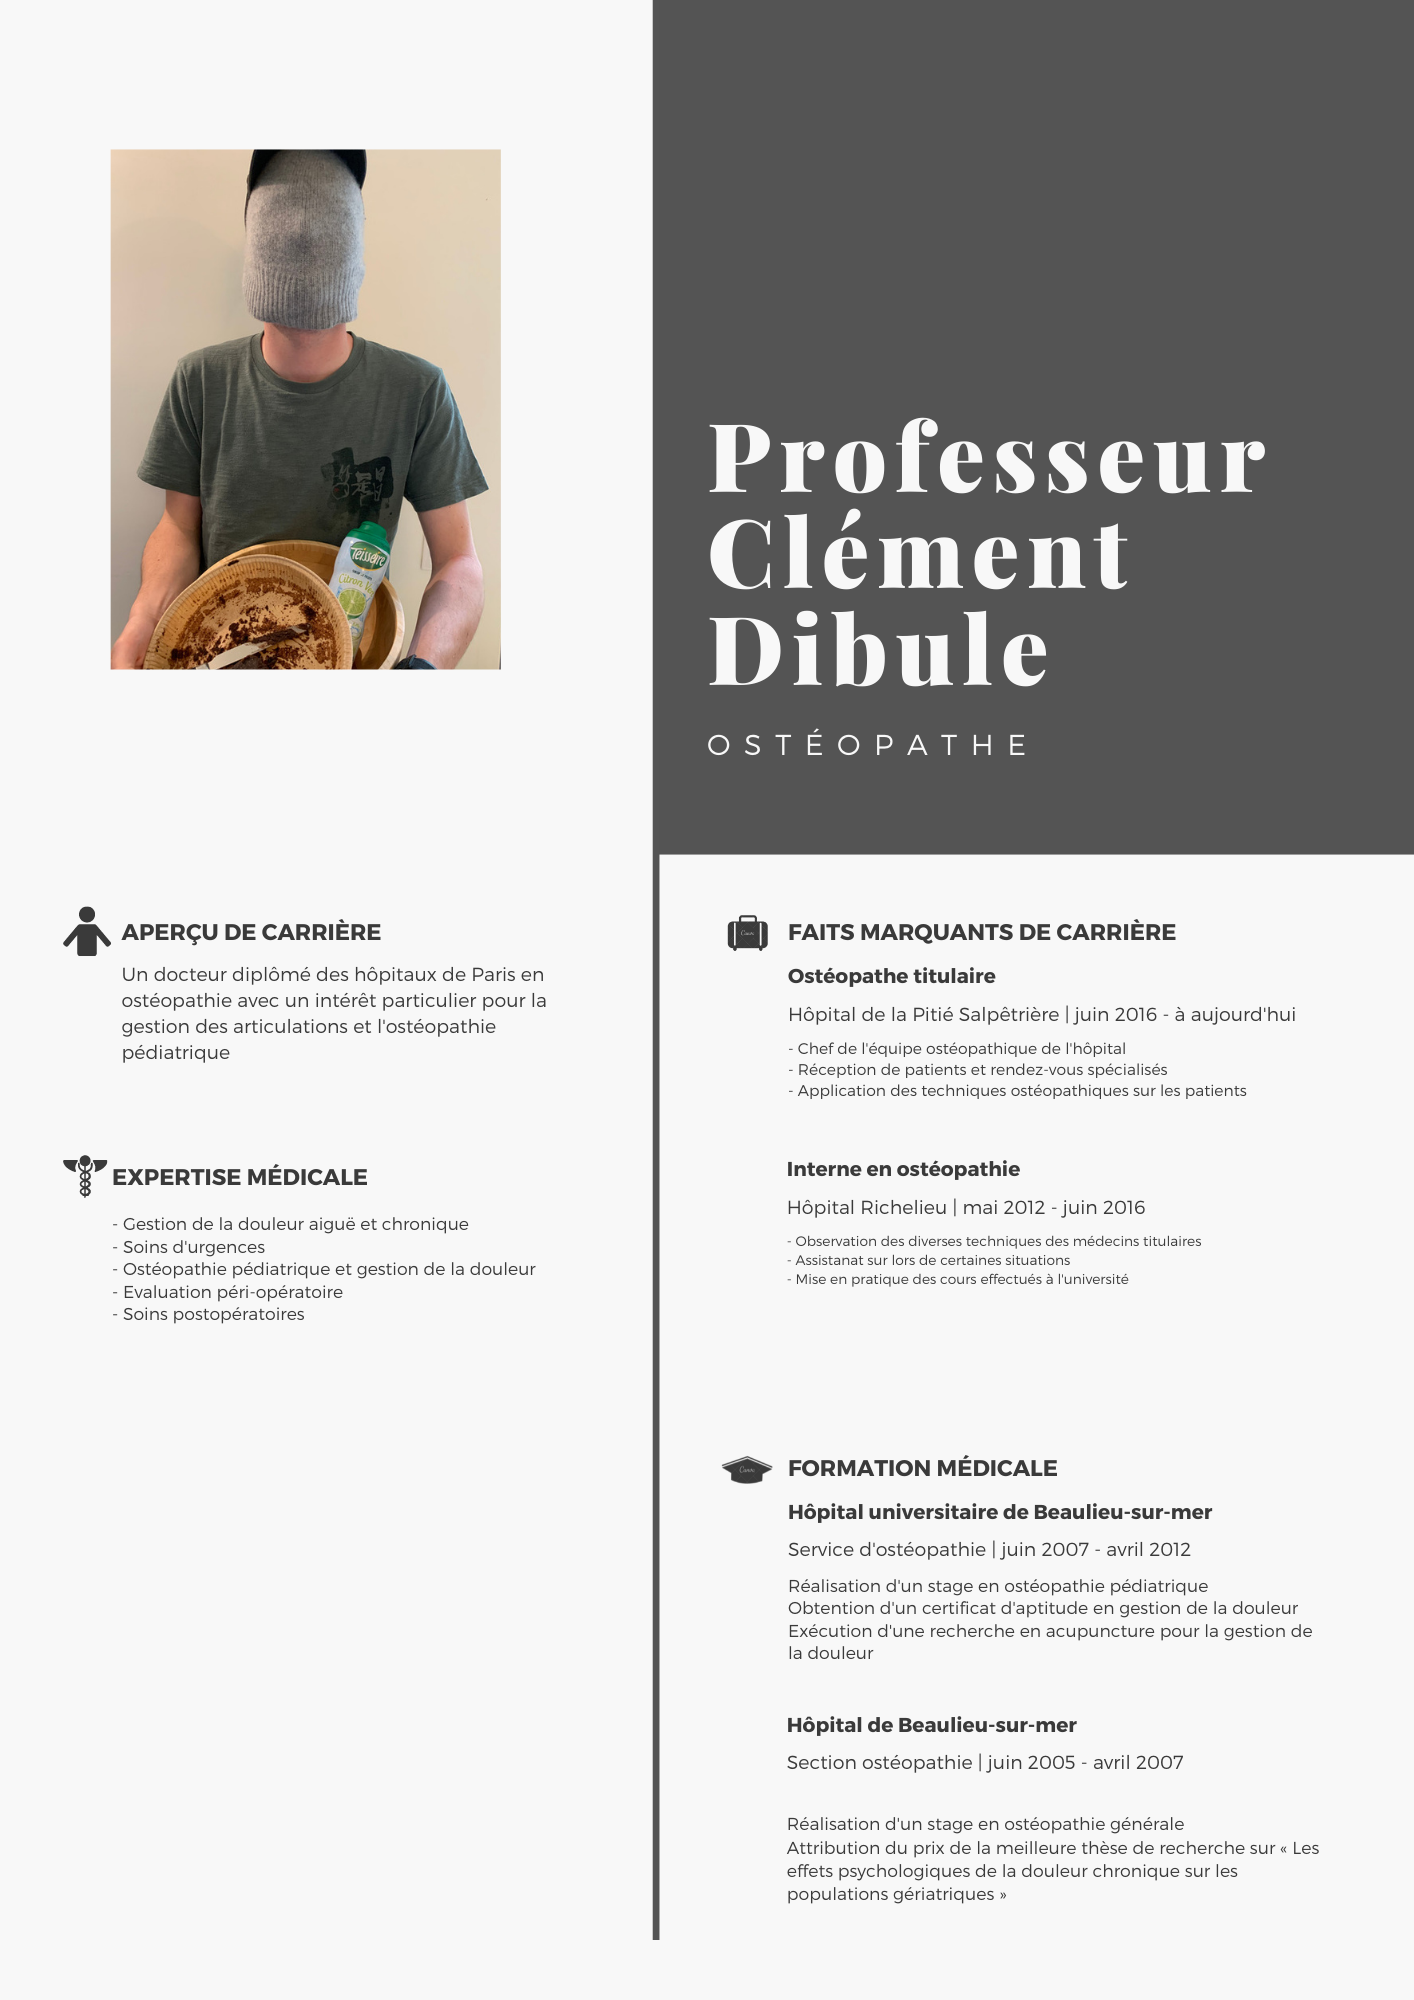 Teisseire
Citron
Professeur
Clément
Dibule
OSTÉOPATHE
APERÇU DE CARRIÈRE
Un docteur diplômé des hôpitaux de Paris en
ostéopathie avec un intérêt particulier pour la
gestion des articulations et l'ostéopathie
pédiatrique
EXPERTISE MÉDICALE
- Gestion de la douleur aiguë et chronique
- Soins d'urgences
- Ostéopathie pédiatrique et gestion de la douleur
- Evaluation péri-opératoire
- Soins postopératoires
Canva
FAITS MARQUANTS DE CARRIÈRE
Ostéopathe titulaire
Hôpital de la Pitié Salpêtrière | juin 2016 - à aujourd'hui
- Chef de l'équipe ostéopathique de l'hôpital
- Réception de patients et rendez-vous spécialisés
- Application des techniques ostéopathiques sur les patients
Interne en ostéopathie
Hôpital Richelieu | mai 2012 - juin 2016
- Observation des diverses techniques des médecins titulaires
- Assistanat sur lors de certaines situations
- Mise en pratique des cours effectués à l'université
Canva
FORMATION MÉDICALE
Hôpital universitaire de Beaulieu-sur-mer
Service d'ostéopathie | juin 2007 - avril 2012
Réalisation d'un stage en ostéopathie pédiatrique
Obtention d'un certificat d'aptitude en gestion de la douleur
Exécution d'une recherche en acupuncture pour la gestion de
la douleur
Hôpital de Beaulieu-sur-mer
Section ostéopathie | juin 2005 - avril 2007
Réalisation d'un stage en ostéopathie générale
Attribution du prix de la meilleure thèse de recherche sur « Les
effets psychologiques de la douleur chronique sur les
populations gériatriques »